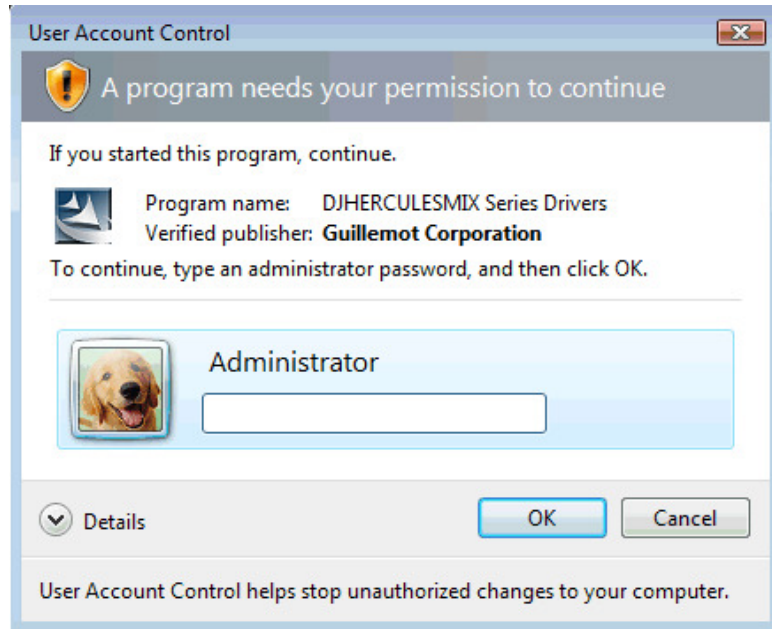 User Account Control
A program needs your permission to continue
If you started this program, continue.
Program name: DJHERCULESMIX Series Drivers
Verified publisher: Guillemot Corporation
To continue, type an administrator password, and then click OK.
Administrator
Details
OK
Cancel
User Account Control helps stop unauthorized changes to your computer.